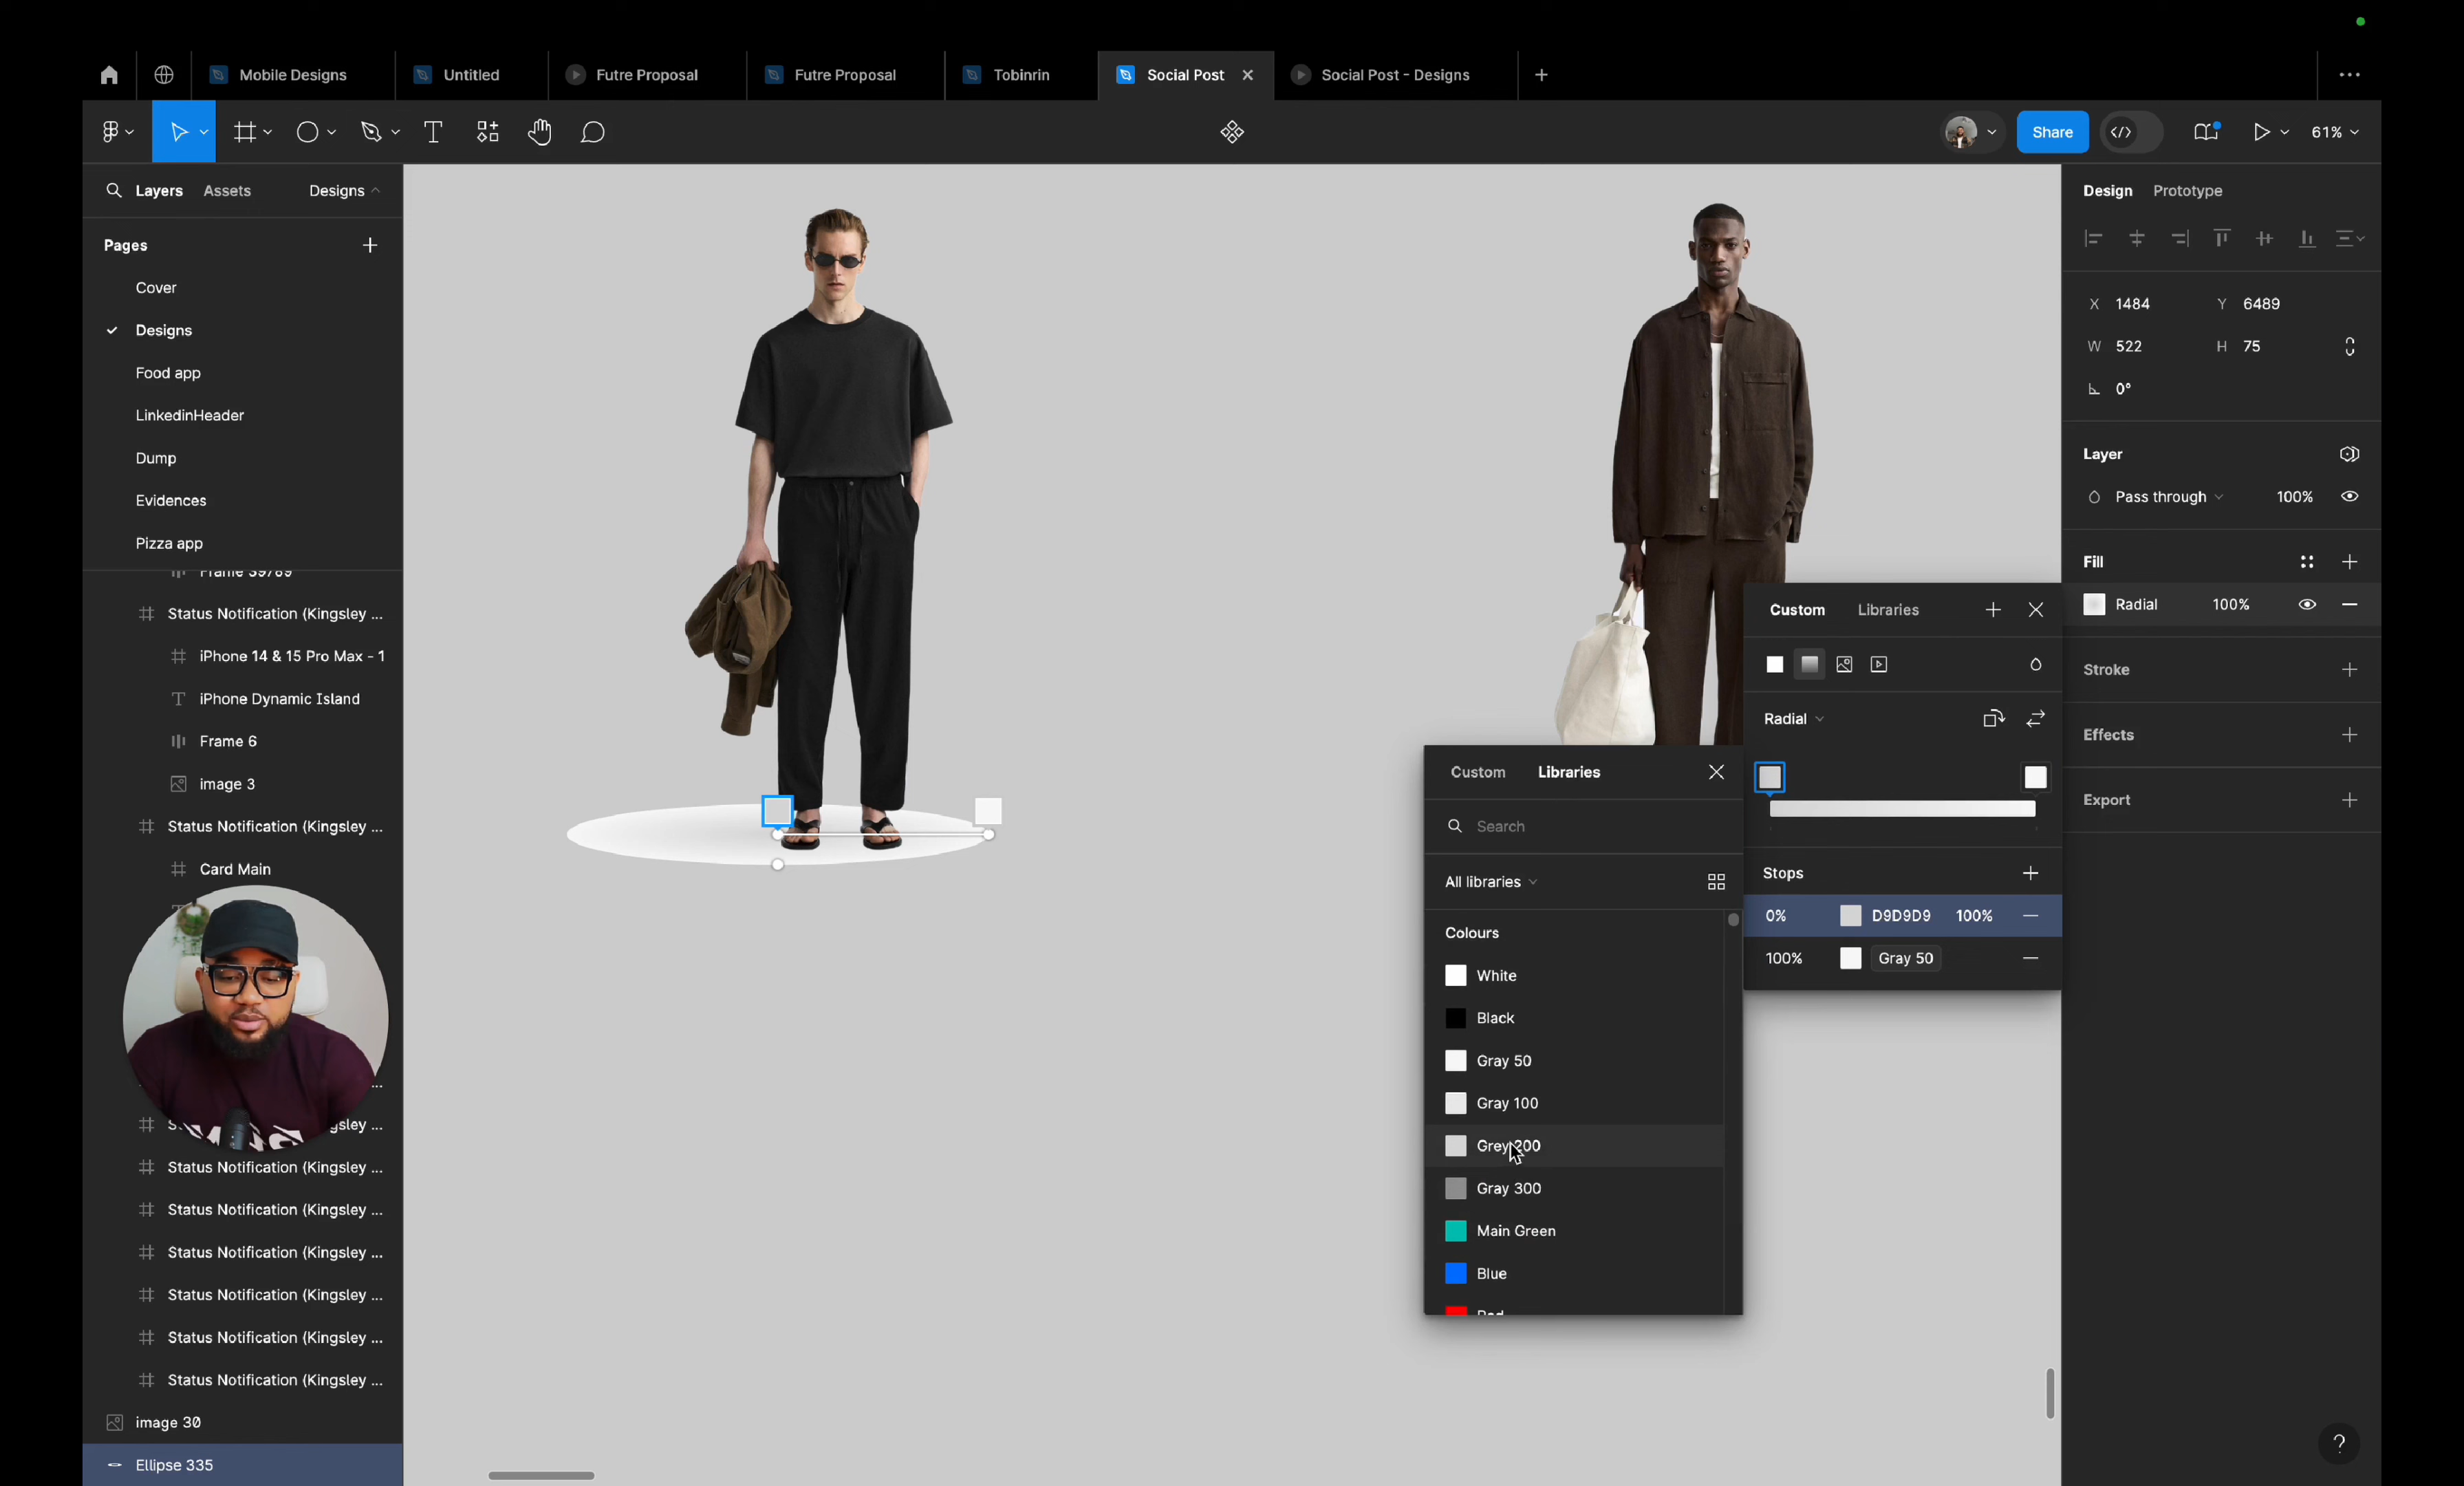 Mobile Designs
Untitled
Futre Proposal
Futre Proposal
Tobinrin
Social Post
Social Post - Designs
Share
61%
Layers
Assets
Designs
Pages
Cover
Designs
Food app
LinkedinHeader
Dump
Evidences
Pizza app
Frame 39789
Status Notification (Kingsley ...
iPhone 14 & 15 Pro Max - 1
iPhone Dynamic Island
Frame 6
image 3
Status Notification (Kingsley ...
Card Main
Status Notification (Kingsley ...
Status Notification (Kingsley ...
Status Notification (Kingsley ...
Status Notification (Kingsley ...
Status Notification (Kingsley ...
Status Notification (Kingsley ...
image 30
Ellipse 335
Custom
Libraries
Search
All libraries
Colours
White
Black
Gray 50
Gray 100
Grey 200
Gray 300
Main Green
Blue
Red
Custom
Libraries
Radial
Stops
0% D9D9D9 100%
100% Gray 50
Design
Prototype
X 1484 Y 6489
W 522 H 75
0°
Layer
Pass through 100%
Fill
Radial 100%
Stroke
Effects
Export
?